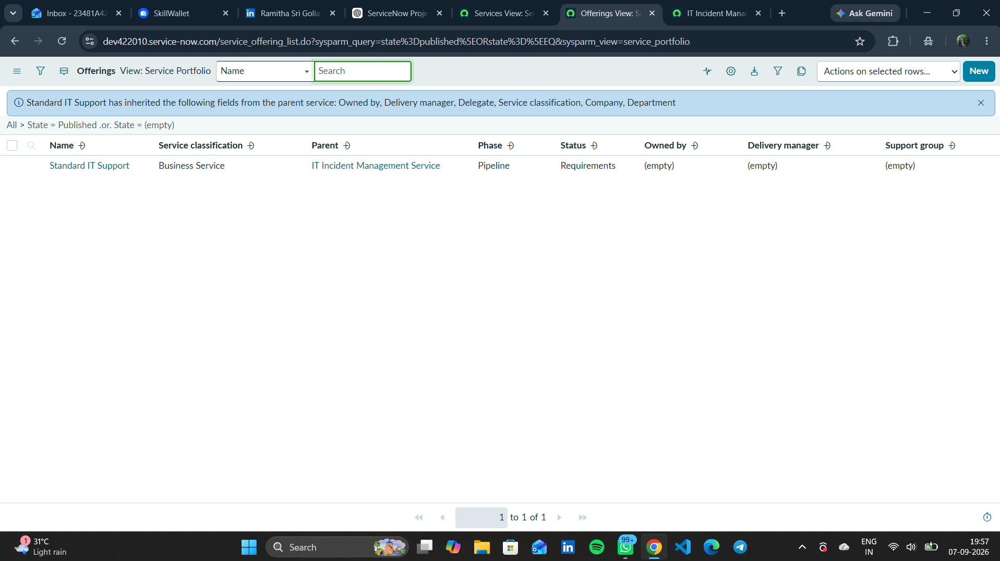 Inbox - 23481A42
SkillWallet
Ramitha Sri Golla
ServiceNow Proje
Services View: Se
Offerings View: S
IT Incident Mana
Ask Gemini
dev422010.service-now.com/service_offering_list.do?sysparm_query=state%3Dpublished%5EORstate%3D%5EEQ&sysparm_view=service_portfolio
Offerings View: Service Portfolio Name Search Actions on selected rows... New
Standard IT Support has inherited the following fields from the parent service: Owned by, Delivery manager, Delegate, Service classification, Company, Department
All > State = Published .or. State = (empty)
Name Service classification Parent Phase Status Owned by Delivery manager Support group
Standard IT Support Business Service IT Incident Management Service Pipeline Requirements (empty) (empty) (empty)
1 to 1 of 1
1 31°C
Light rain
Search
99+
ENG
IN
19:57
07-09-2026